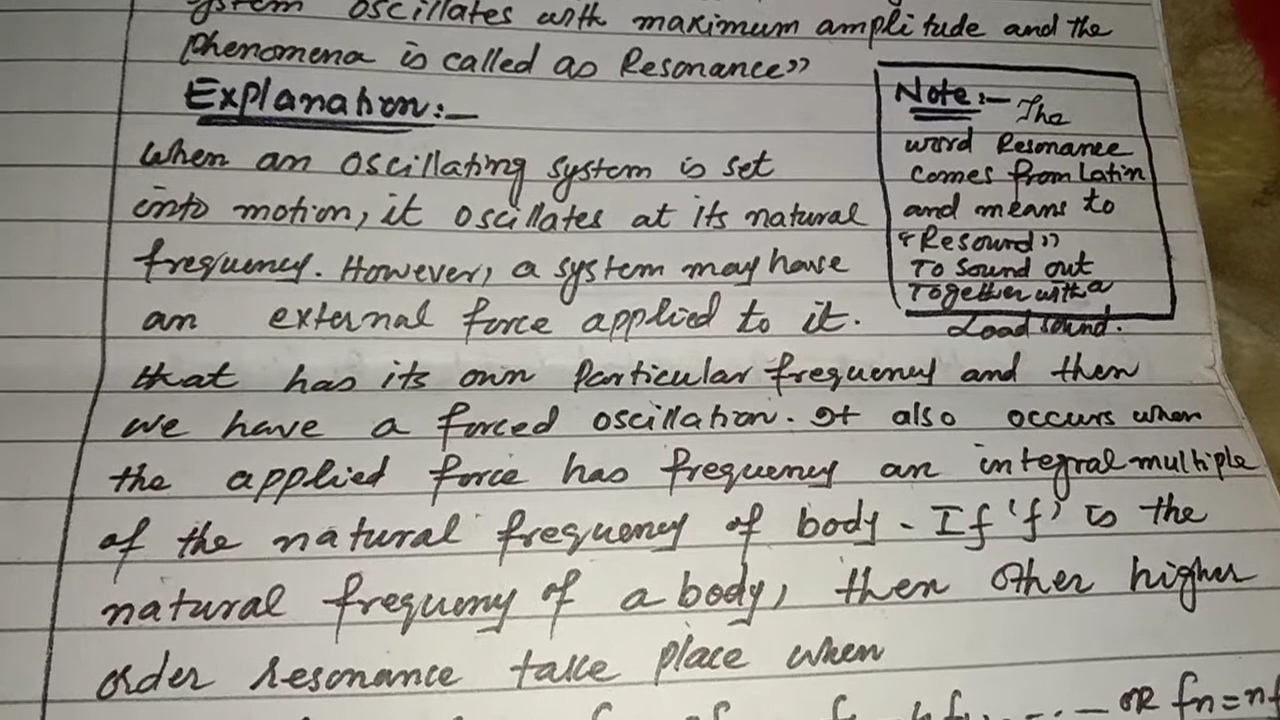 system oscillates with maximum amplitude and the
Phenomena is called as Resonance”
Explanation:-
when an oscillating system is set
into motion, it oscillates at its natural
frequency. However, a system may have
an external force applied to it.
that has its own particular frequency and then
we have a forced oscillation. It also occurs when
the applied force has frequency an integral multiple
of the natural frequency of body. If 'f' is the
natural frequency of a body, then other higher
order resonance take place when
OR fn=nf
Note:- The
word Resonance
comes from Latin
and means to
“Resound”
To sound out
Together with a
Load sound.